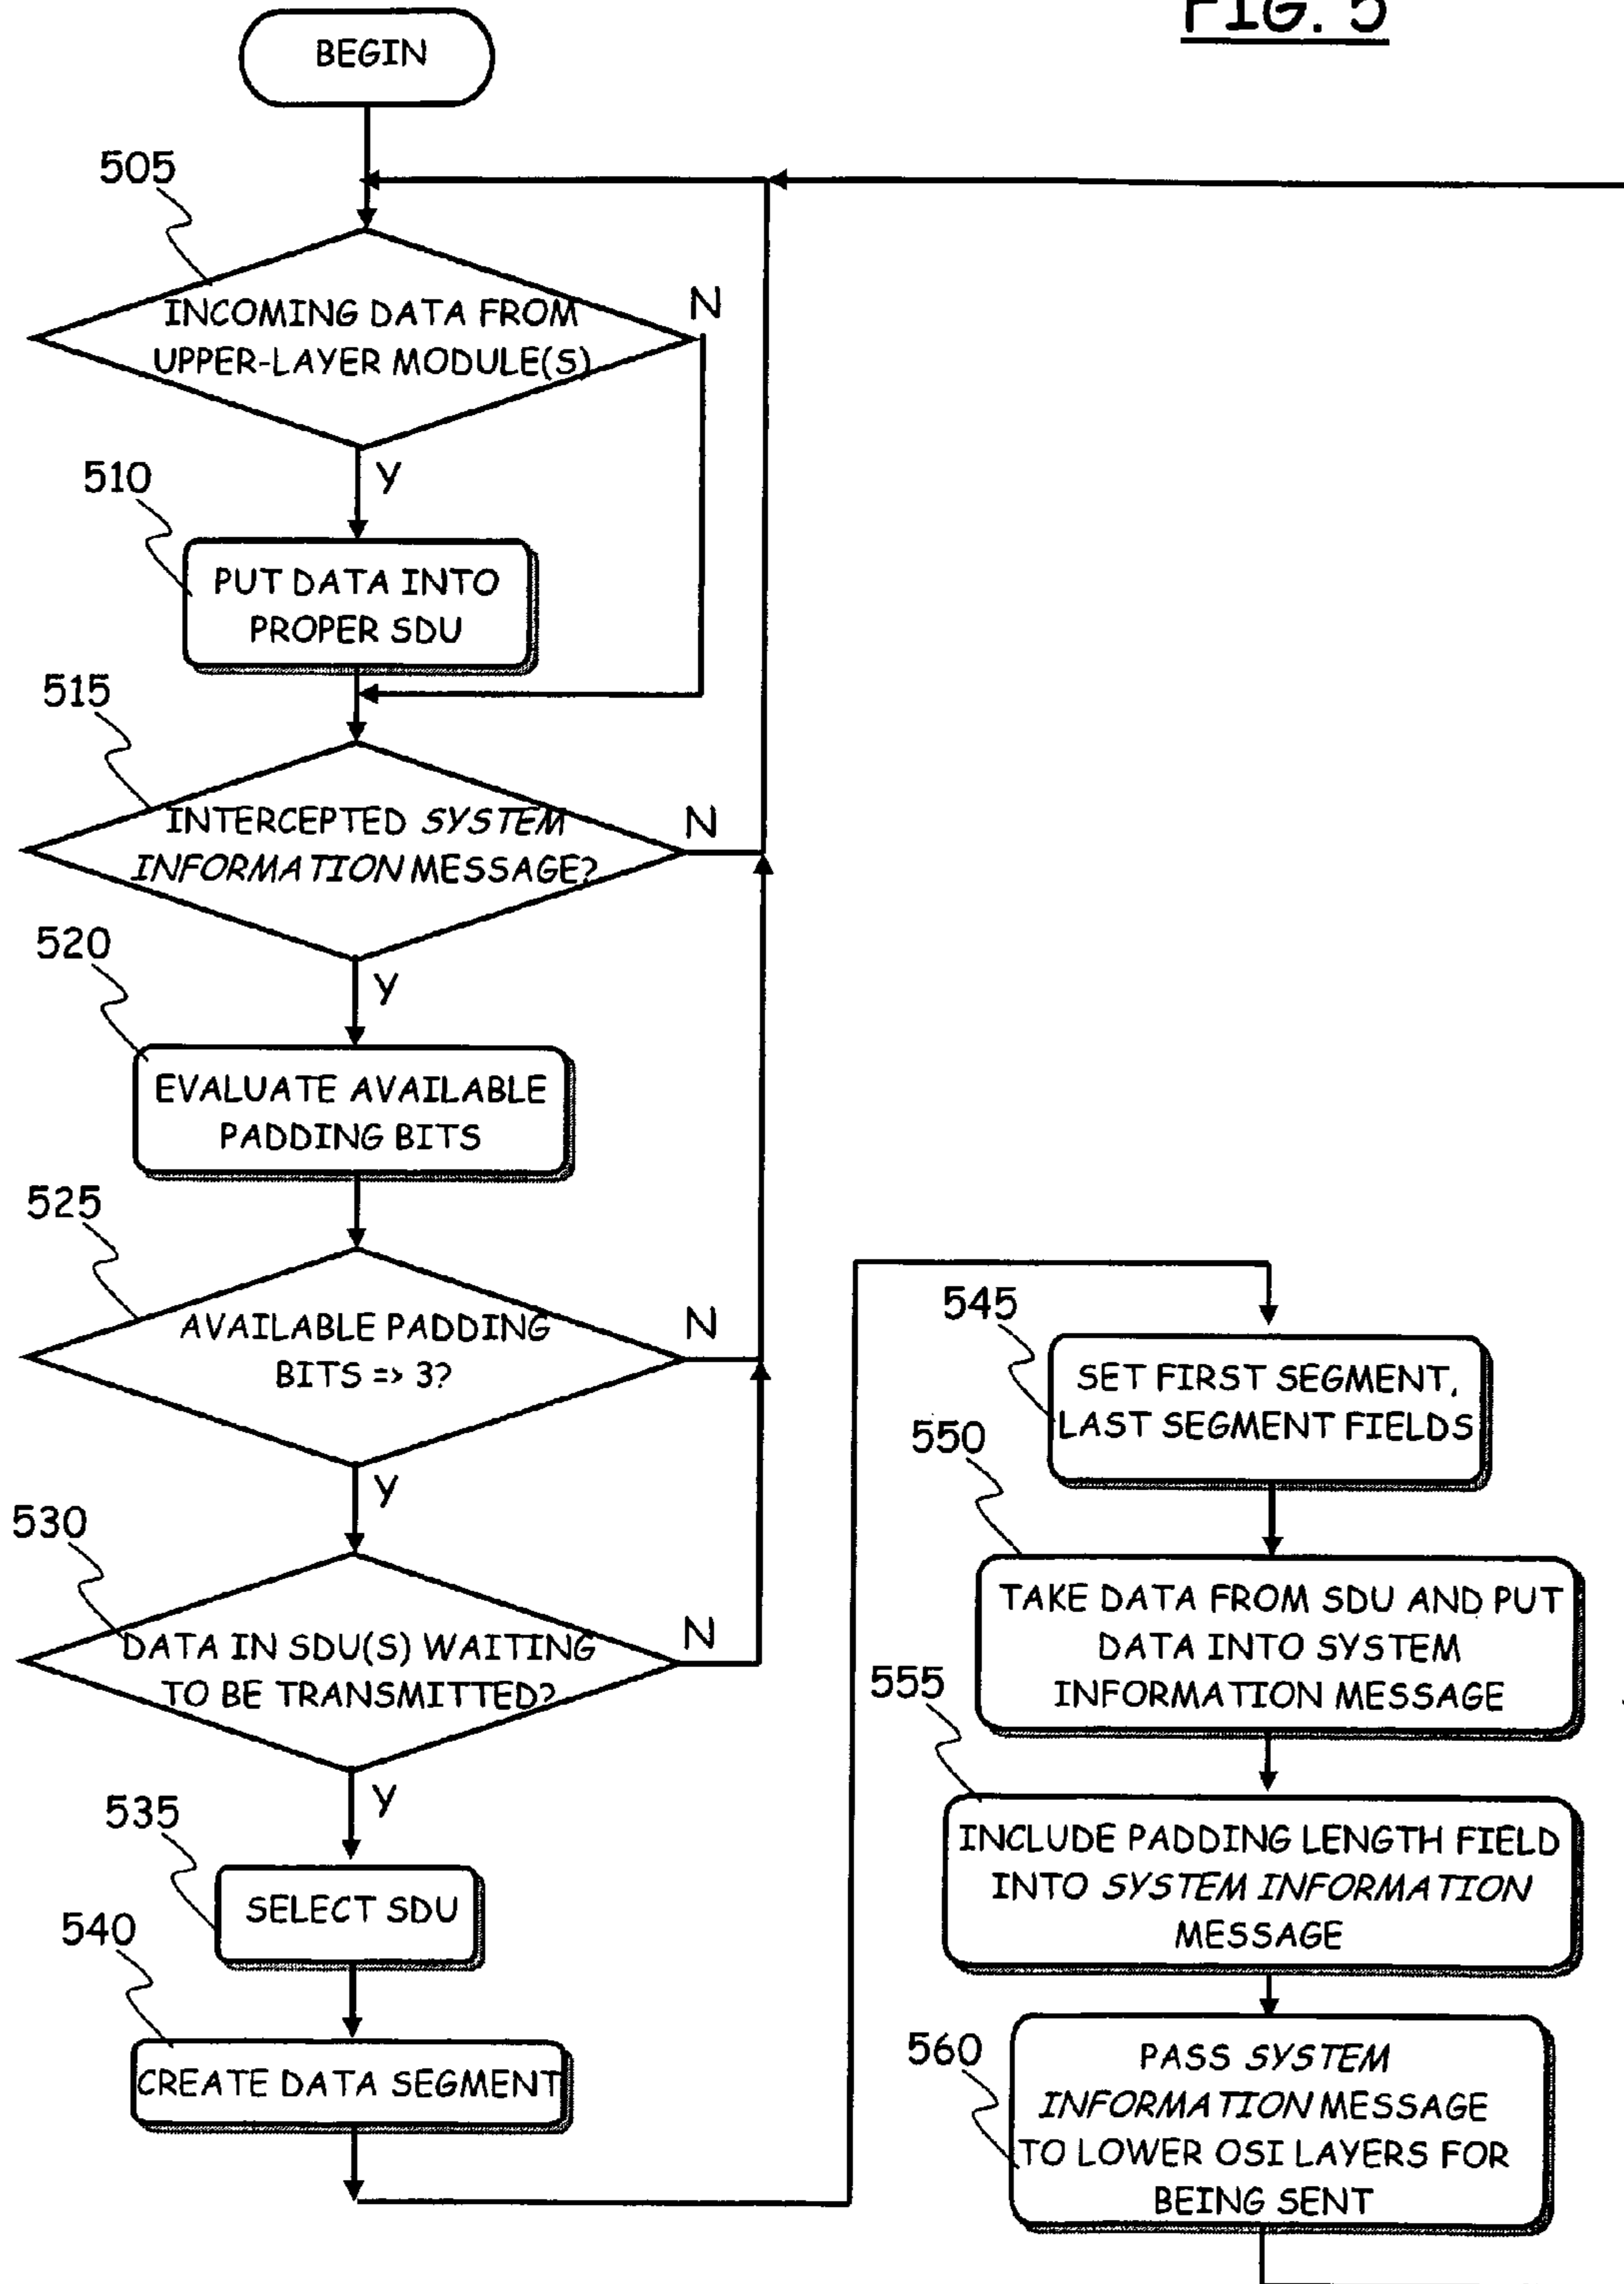 FIG. 5
BEGIN
505
INCOMING DATA FROM
UPPER-LAYER MODULE(S)
N
Y
510
PUT DATA INTO
PROPER SDU
515
INTERCEPTED SYSTEM
INFORMATION MESSAGE?
N
Y
520
EVALUATE AVAILABLE
PADDING BITS
525
AVAILABLE PADDING
BITS => 3?
N
Y
530
DATA IN SDU(S) WAITING
TO BE TRANSMITTED?
N
Y
535
SELECT SDU
540
CREATE DATA SEGMENT
545
SET FIRST SEGMENT,
LAST SEGMENT FIELDS
550
TAKE DATA FROM SDU AND PUT
DATA INTO SYSTEM
INFORMATION MESSAGE
555
INCLUDE PADDING LENGTH FIELD
INTO SYSTEM INFORMATION
MESSAGE
560
PASS SYSTEM
INFORMATION MESSAGE
TO LOWER OSI LAYERS FOR
BEING SENT